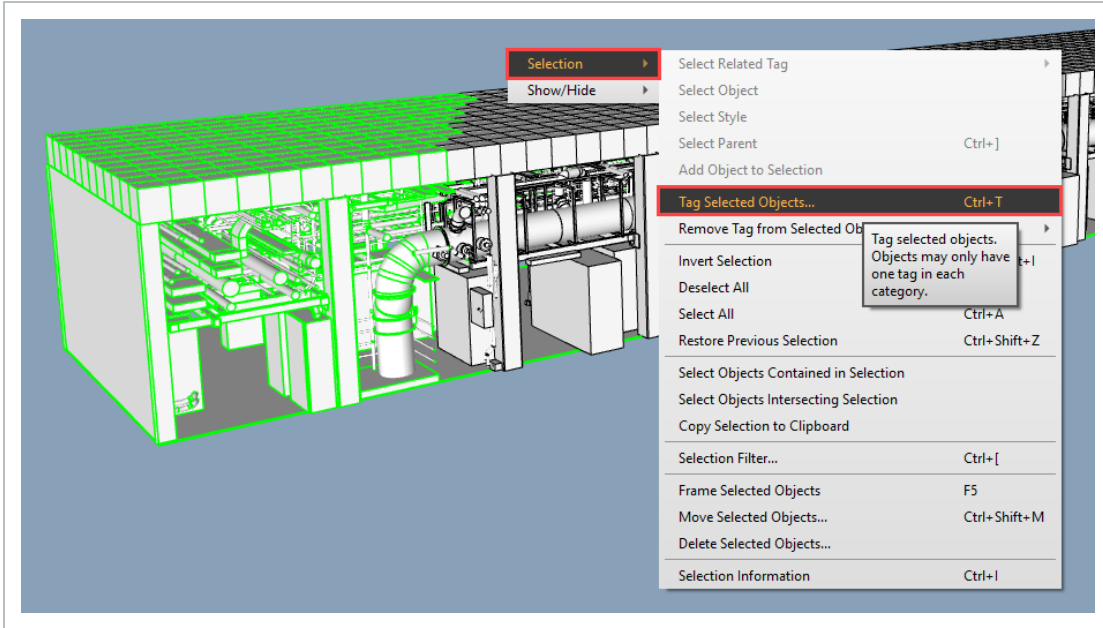 Selection
Show/Hide
Select Related Tag
Select Object
Select Style
Select Parent Ctrl+]
Add Object to Selection
Tag Selected Objects... Ctrl+T
Remove Tag from Selected Ob
Tag selected objects.
Objects may only have
one tag in each
category.
Invert Selection t+I
Deselect All
Select All Ctrl+A
Restore Previous Selection Ctrl+Shift+Z
Select Objects Contained in Selection
Select Objects Intersecting Selection
Copy Selection to Clipboard
Selection Filter... Ctrl+[
Frame Selected Objects F5
Move Selected Objects... Ctrl+Shift+M
Delete Selected Objects...
Selection Information Ctrl+I